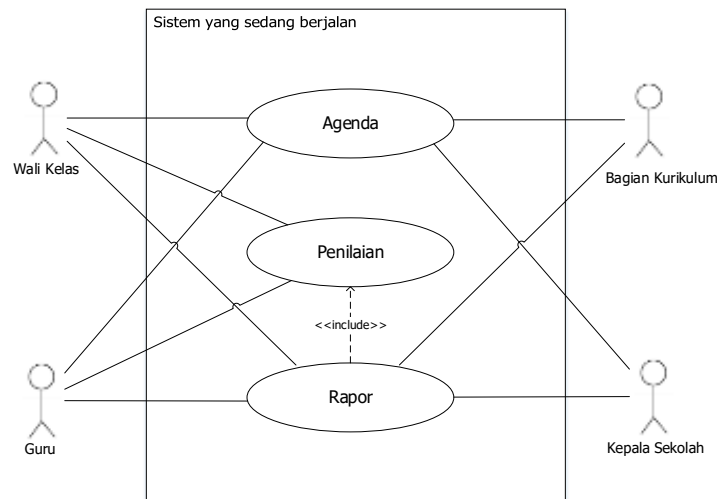 Sistem yang sedang berjalan
Agenda
Wali Kelas
Bagian Kurikulum
Penilaian
<<include>>
Rapor
Guru
Kepala Sekolah